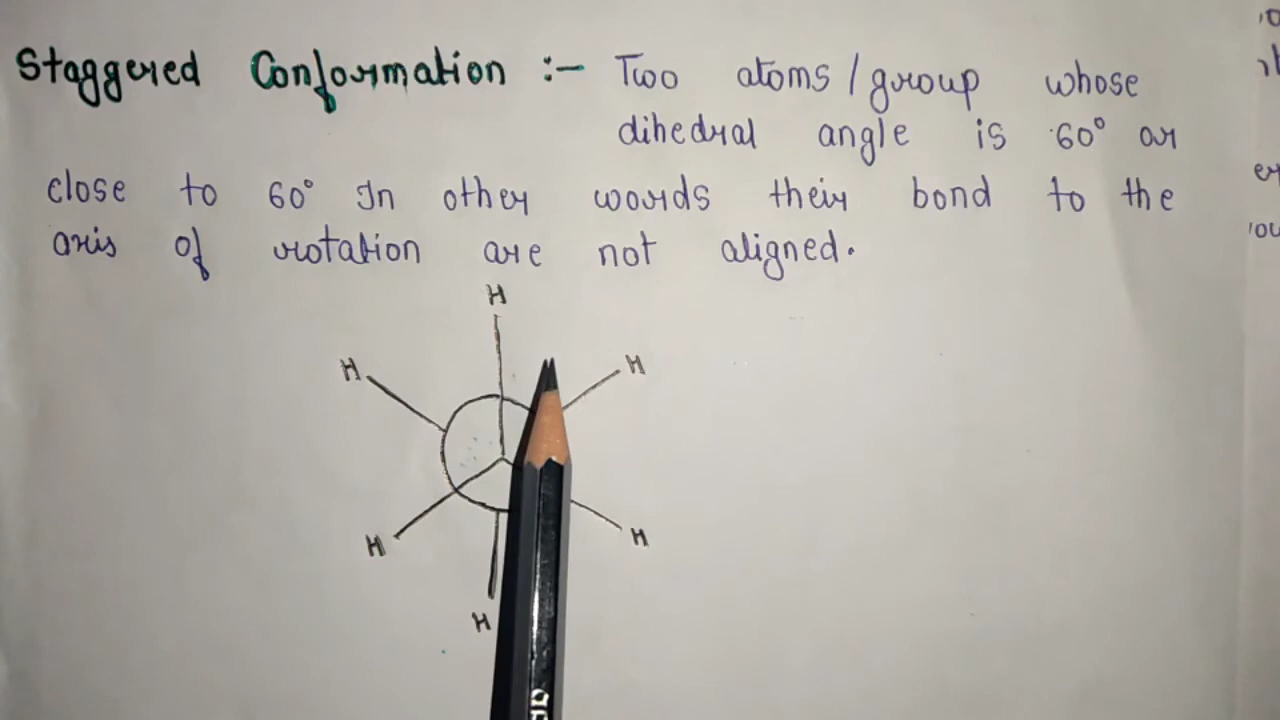 Staggered Conformation :- Two atoms/group whose
dihedral angle is 60° or
close to 60° In other words their bond to the
axis of rotation are not aligned.
H
H H
H H
H